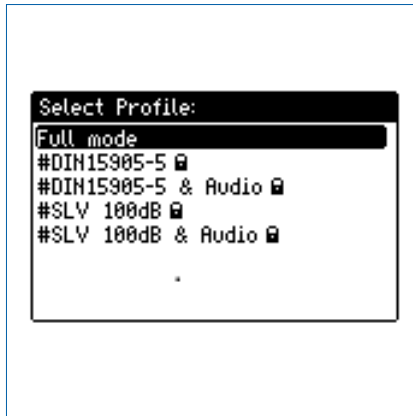 Select Profile:
Full mode
#DIN15905-5
#DIN15905-5 & Audio
#SLV 100dB
#SLV 100dB & Audio